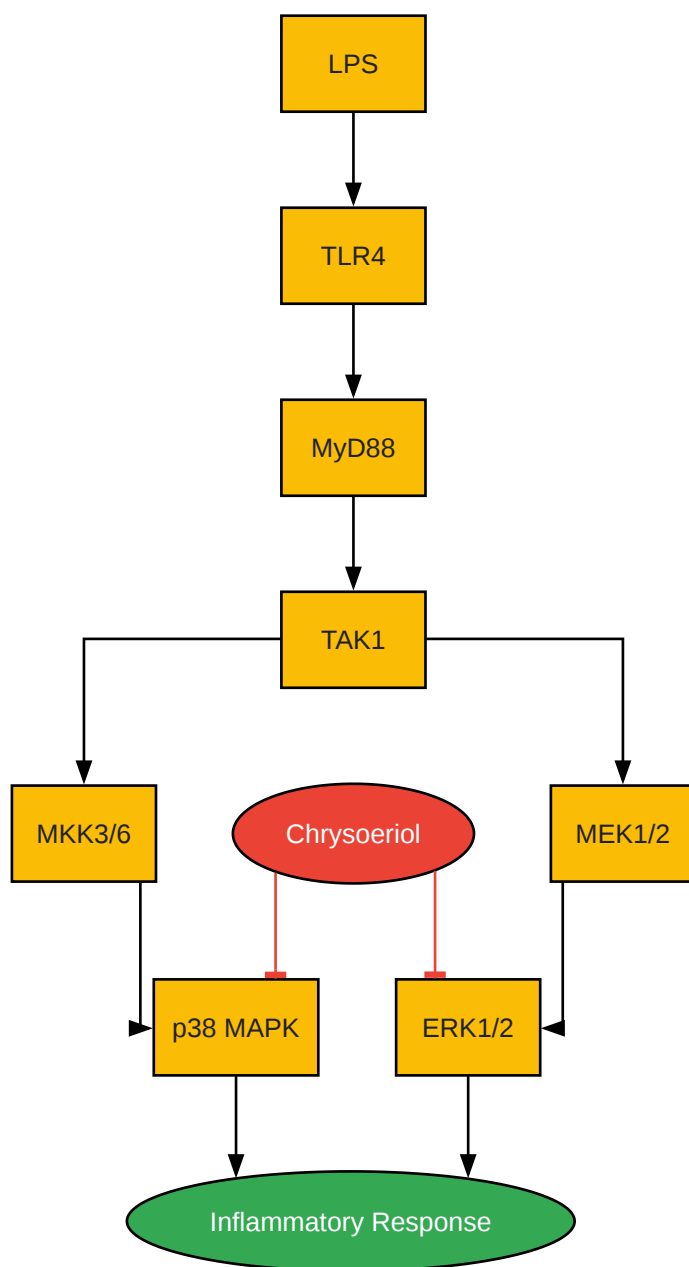 LPS
TLR4
MyD88
TAK1
MKK3/6
Chrysoeriol
MEK1/2
p38 MAPK
ERK1/2
Inflammatory Response